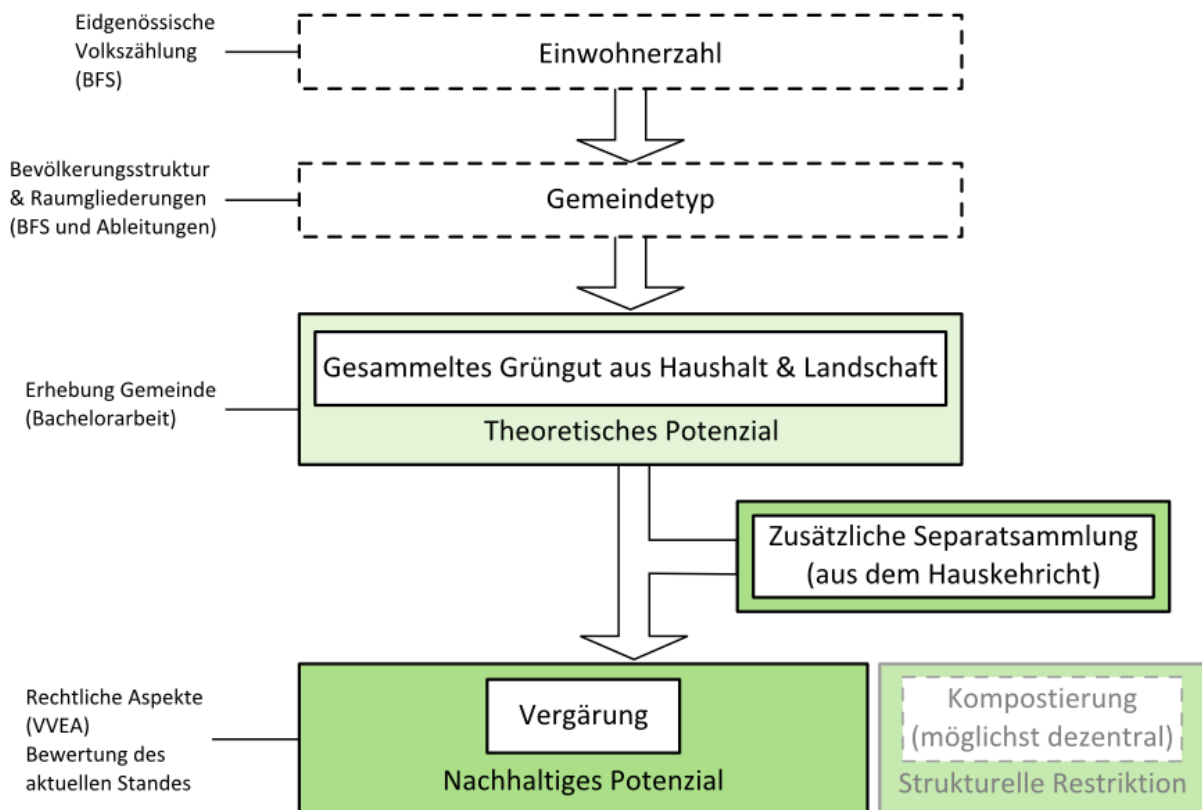 Eidgenössische
Volkszählung
(BFS)
Einwohnerzahl
Bevölkerungsstruktur
& Raumgliederungen
(BFS und Ableitungen)
Gemeindetyp
Gesammeltes Grüngut aus Haushalt & Landschaft
Theoretisches Potenzial
Erhebung Gemeinde
(Bachelorarbeit)
Zusätzliche Separatsammlung
(aus dem Hauskehricht)
Rechtliche Aspekte
(VVEA)
Bewertung des
aktuellen Standes
Vergärung
Nachhaltiges Potenzial
Kompostierung
(möglichst dezentral)
Strukturelle Restriktion